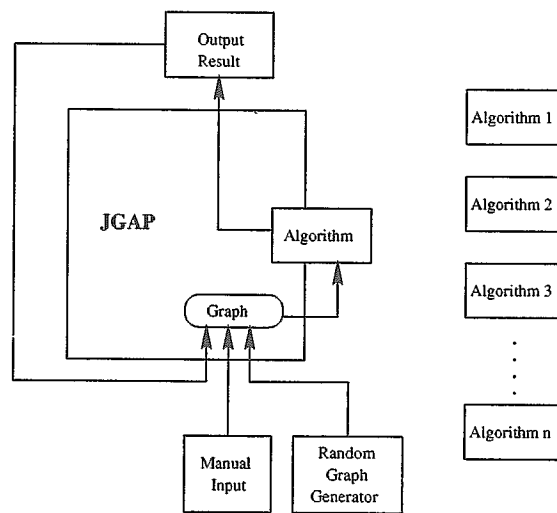 Output
Result
JGAP
Algorithm
Graph
Manual
Input
Random
Graph
Generator
Algorithm 1
Algorithm 2
Algorithm 3
Algorithm n